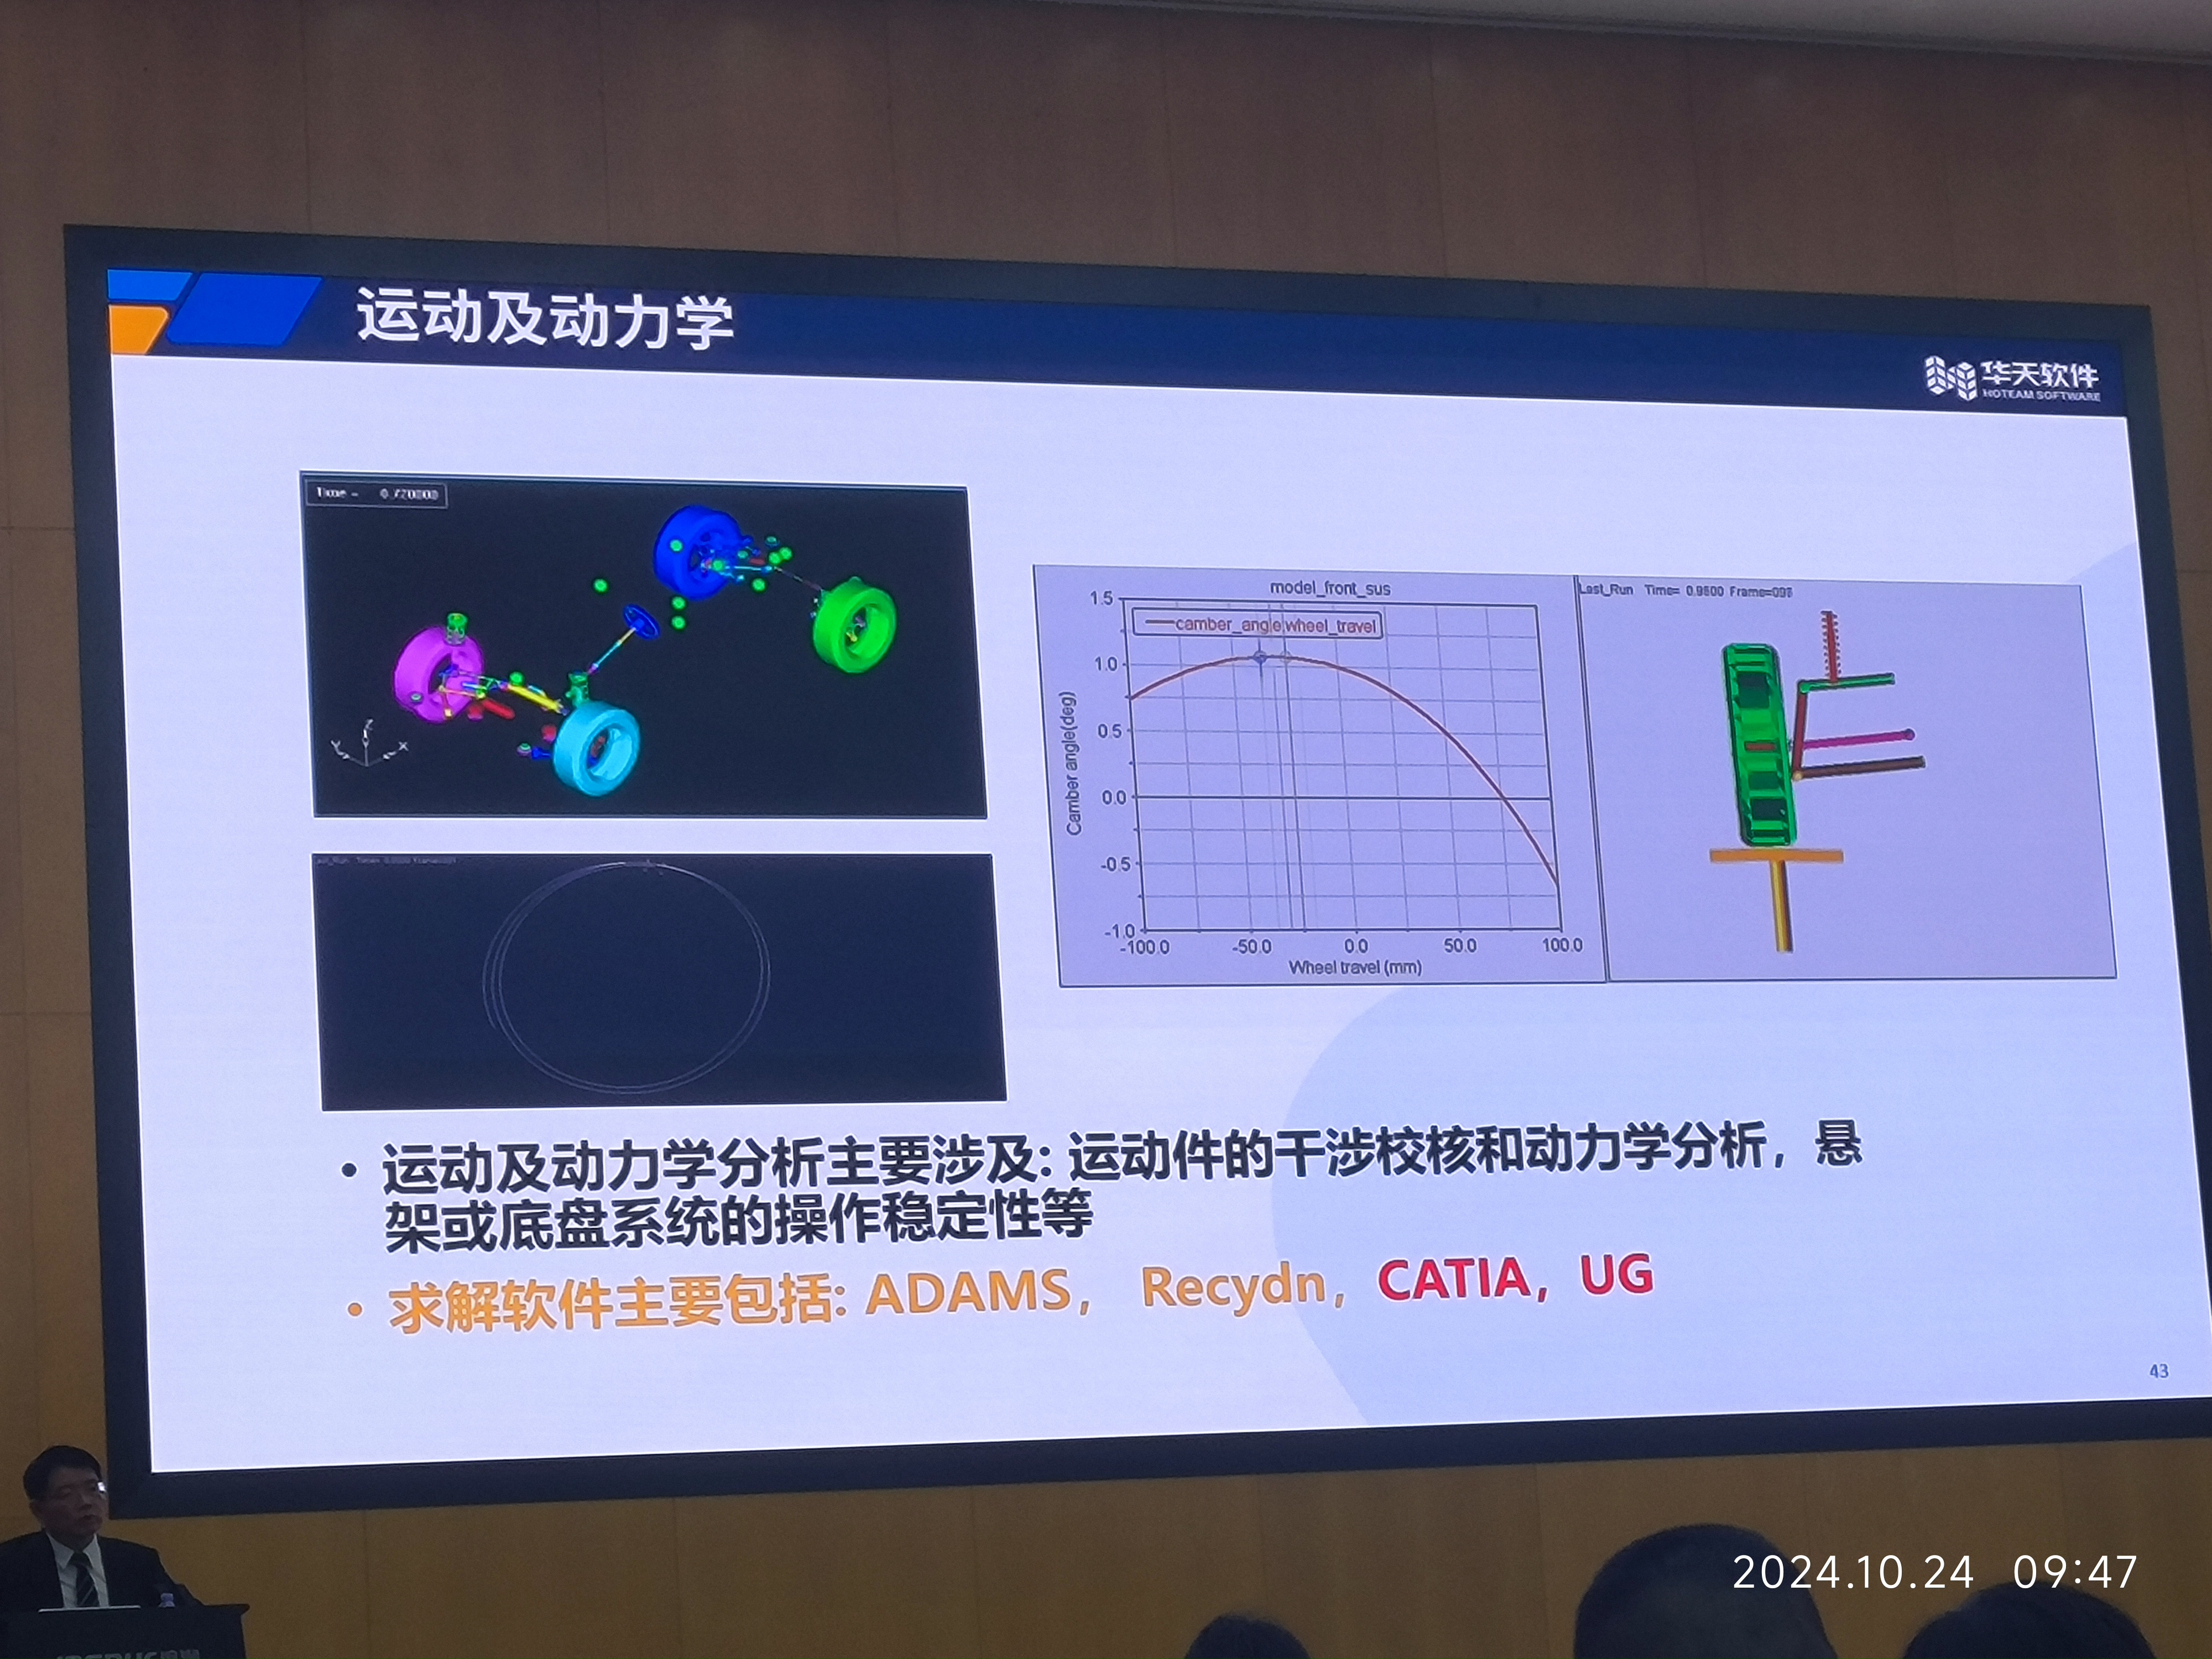 运动及动力学
华天软件
HOTEAM SOFTWARE
Time = 0.720000
model_front_sus
camber_angle:wheel_travel
1.5
1.0
0.5
0.0
-0.5
-1.0
Camber angle(deg)
-100.0 -50.0 0.0 50.0 100.0
Wheel travel (mm)
Last_Run Time= 0.9600
Z
Y X
• 运动及动力学分析主要涉及: 运动件的干涉校核和动力学分析，悬
架或底盘系统的操作稳定性等
• 求解软件主要包括: ADAMS， Recydn，CATIA，UG
43
2024.10.24 09:47